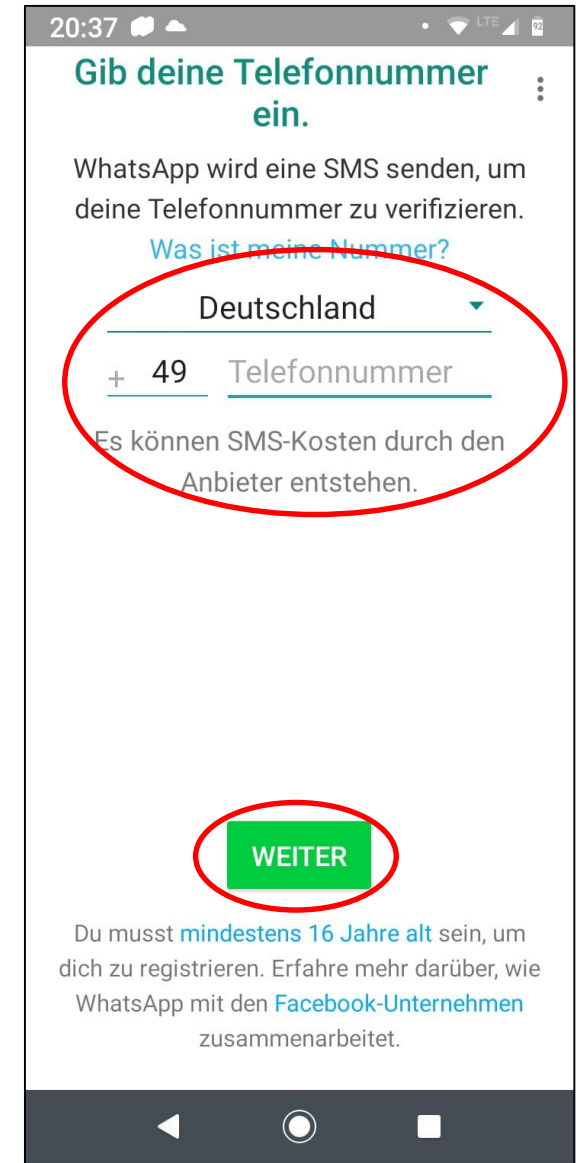 20:37 LTE 92
Gib deine Telefonnummer
ein.
WhatsApp wird eine SMS senden, um
deine Telefonnummer zu verifizieren.
Was ist meine Nummer?
Deutschland
+ 49 Telefonnummer
Es können SMS-Kosten durch den
Anbieter entstehen.
WEITER
Du musst mindestens 16 Jahre alt sein, um
dich zu registrieren. Erfahre mehr darüber, wie
WhatsApp mit den Facebook-Unternehmen
zusammenarbeitet.